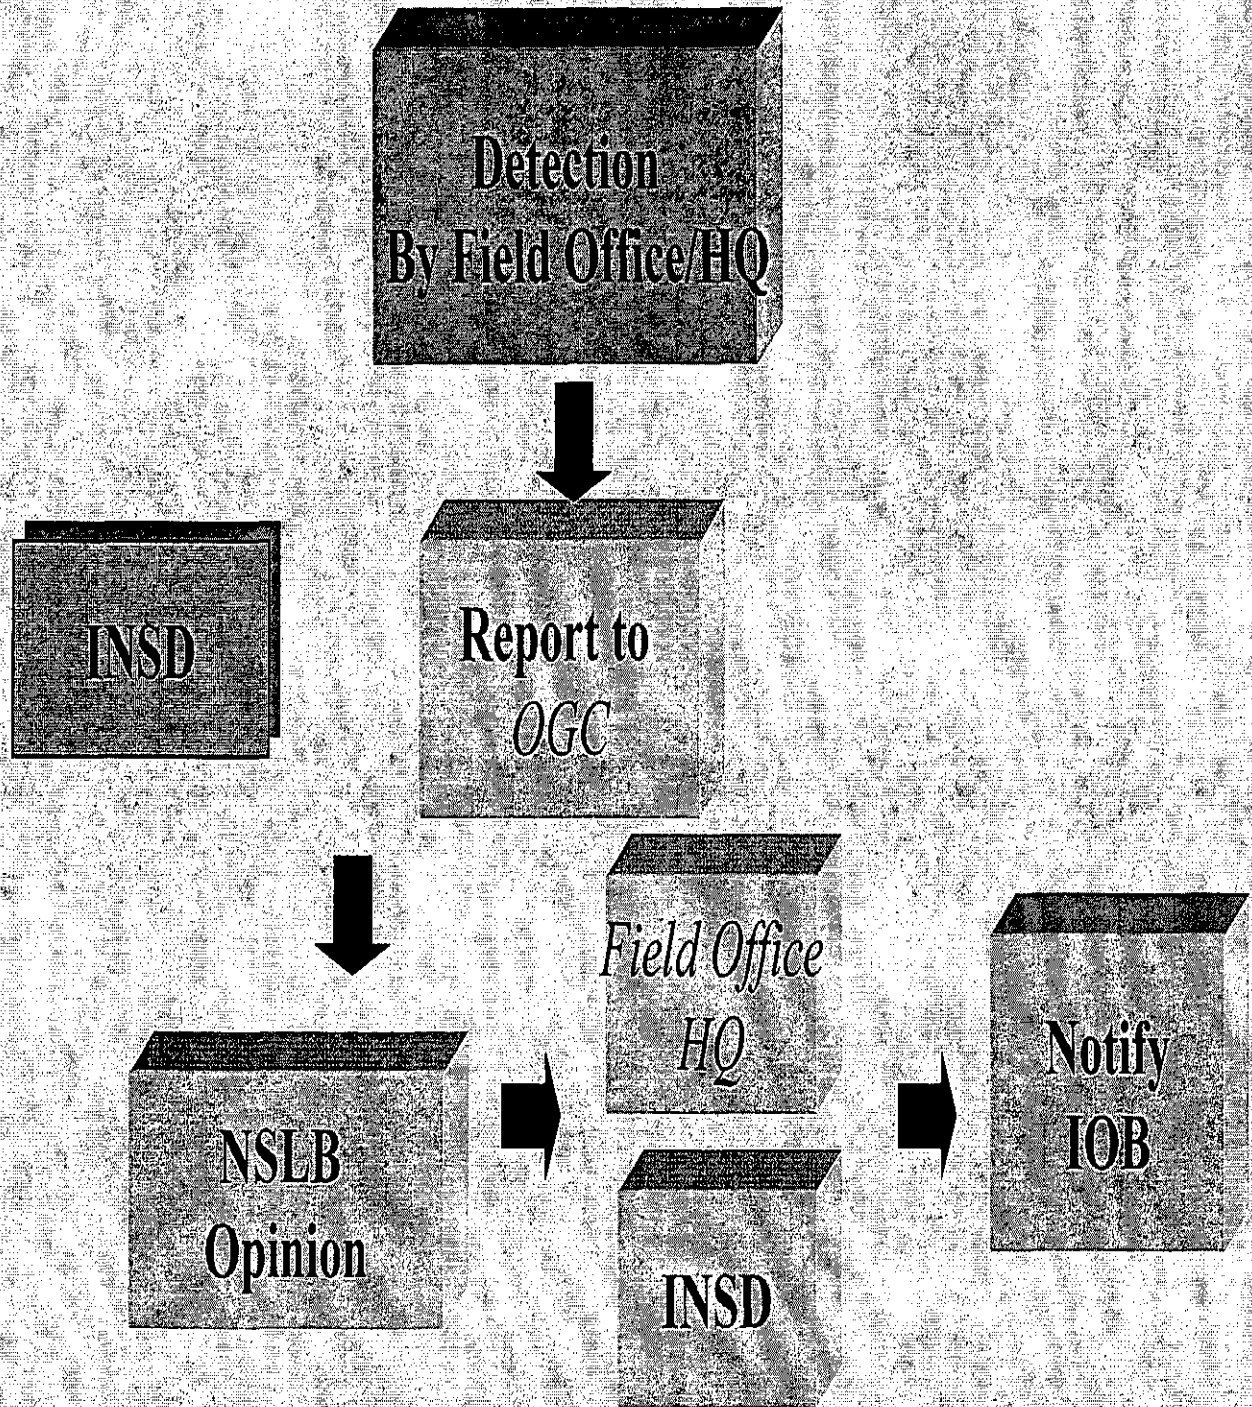 Detection
By Field Office/HQ
INSD
Report to
OGC
Field Office
HQ
NSLB
Opinion
INSD
Notify
IOB